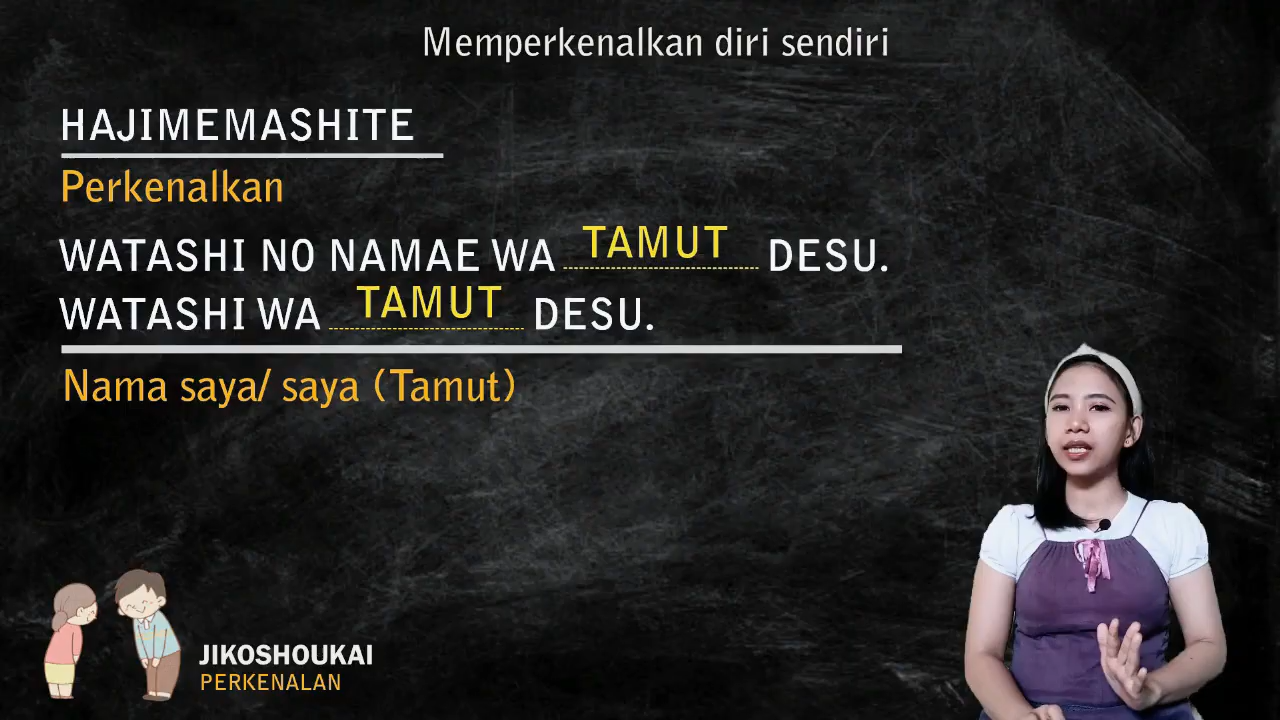 Memperkenalkan diri sendiri
HAJIMEMASHITE
Perkenalkan
WATASHI NO NAMAE WA TAMUT DESU.
WATASHI WA TAMUT DESU.
Nama saya/ saya (Tamut)
JIKOSHOUKAI
PERKENALAN